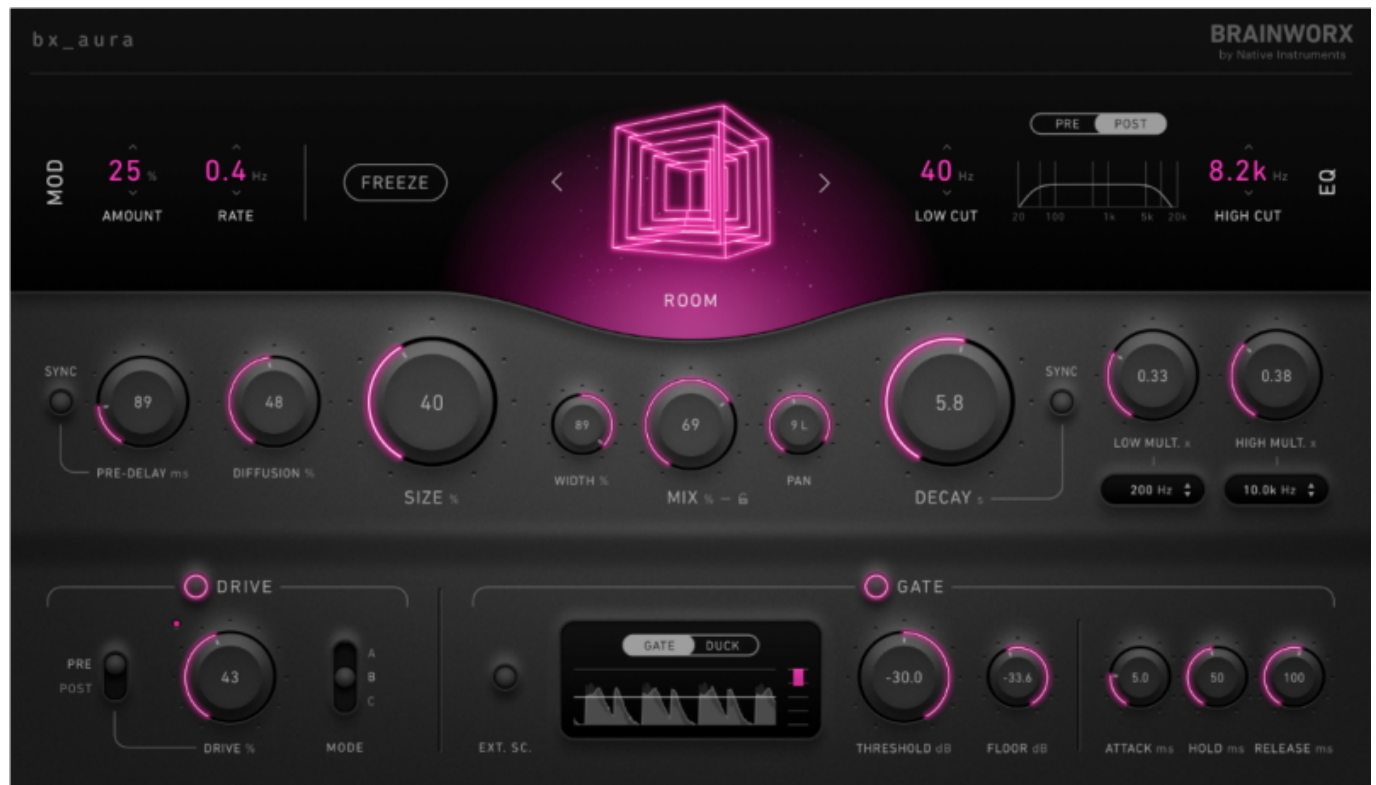 bx_aura
BRAINWORX
by Native Instruments
MOD
25 %
AMOUNT
0.4 Hz
RATE
FREEZE
ROOM
40 Hz
LOW CUT
PRE POST
20 100 1k 5k 20k
8.2k Hz
HIGH CUT
EQ
SYNC
89
PRE-DELAY ms
48
DIFFUSION %
40
SIZE %
89
WIDTH %
69
MIX % –
9 L
PAN
5.8
DECAY s
SYNC
0.33
LOW MULT. x
200 Hz
0.38
HIGH MULT. x
10.0k Hz
DRIVE
PRE
POST
43
DRIVE %
A
B
C
MODE
GATE
EXT. SC.
GATE DUCK
-30.0
THRESHOLD dB
-33.6
FLOOR dB
5.0
ATTACK ms
50
HOLD ms
100
RELEASE ms